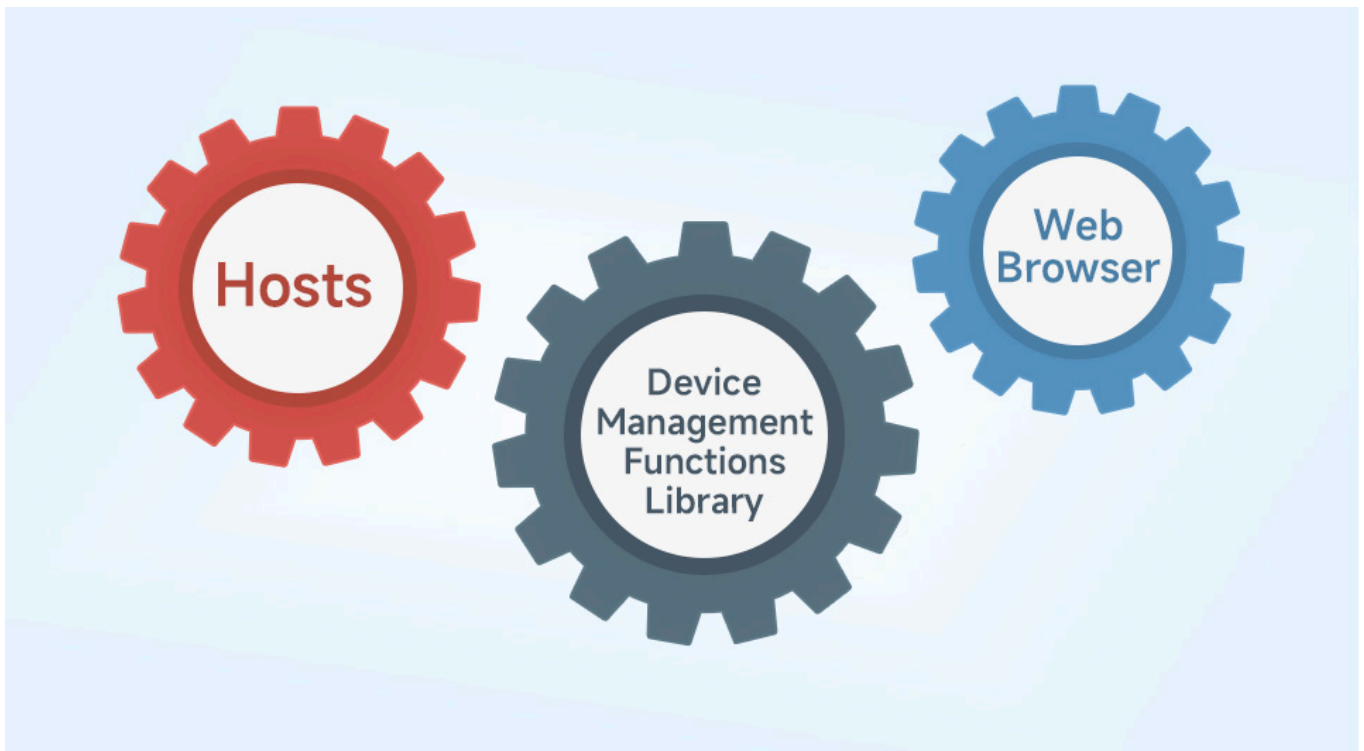 Hosts
Device
Management
Functions
Library
Web
Browser